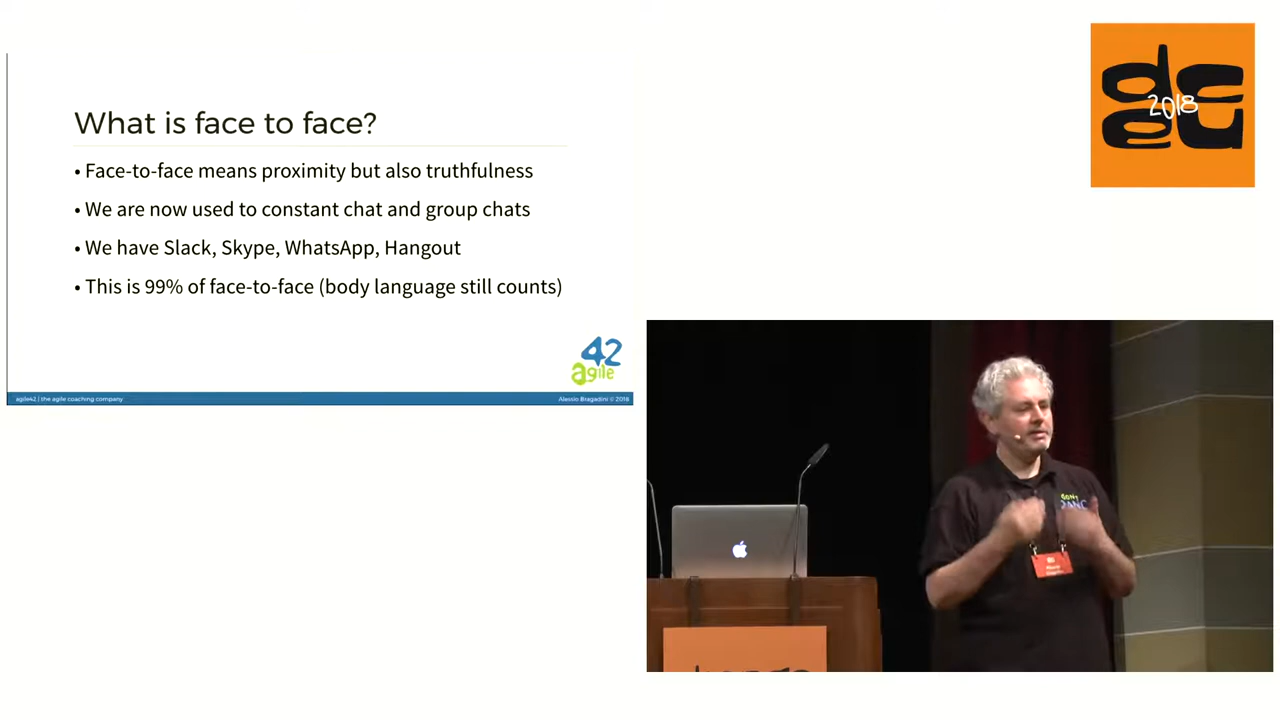 What is face to face?
• Face-to-face means proximity but also truthfulness
• We are now used to constant chat and group chats
• We have Slack, Skype, WhatsApp, Hangout
• This is 99% of face-to-face (body language still counts)
42
agile
agile42 | the agile coaching company
Alessio Bragadini © 2018
2018
DON'T
PANIC